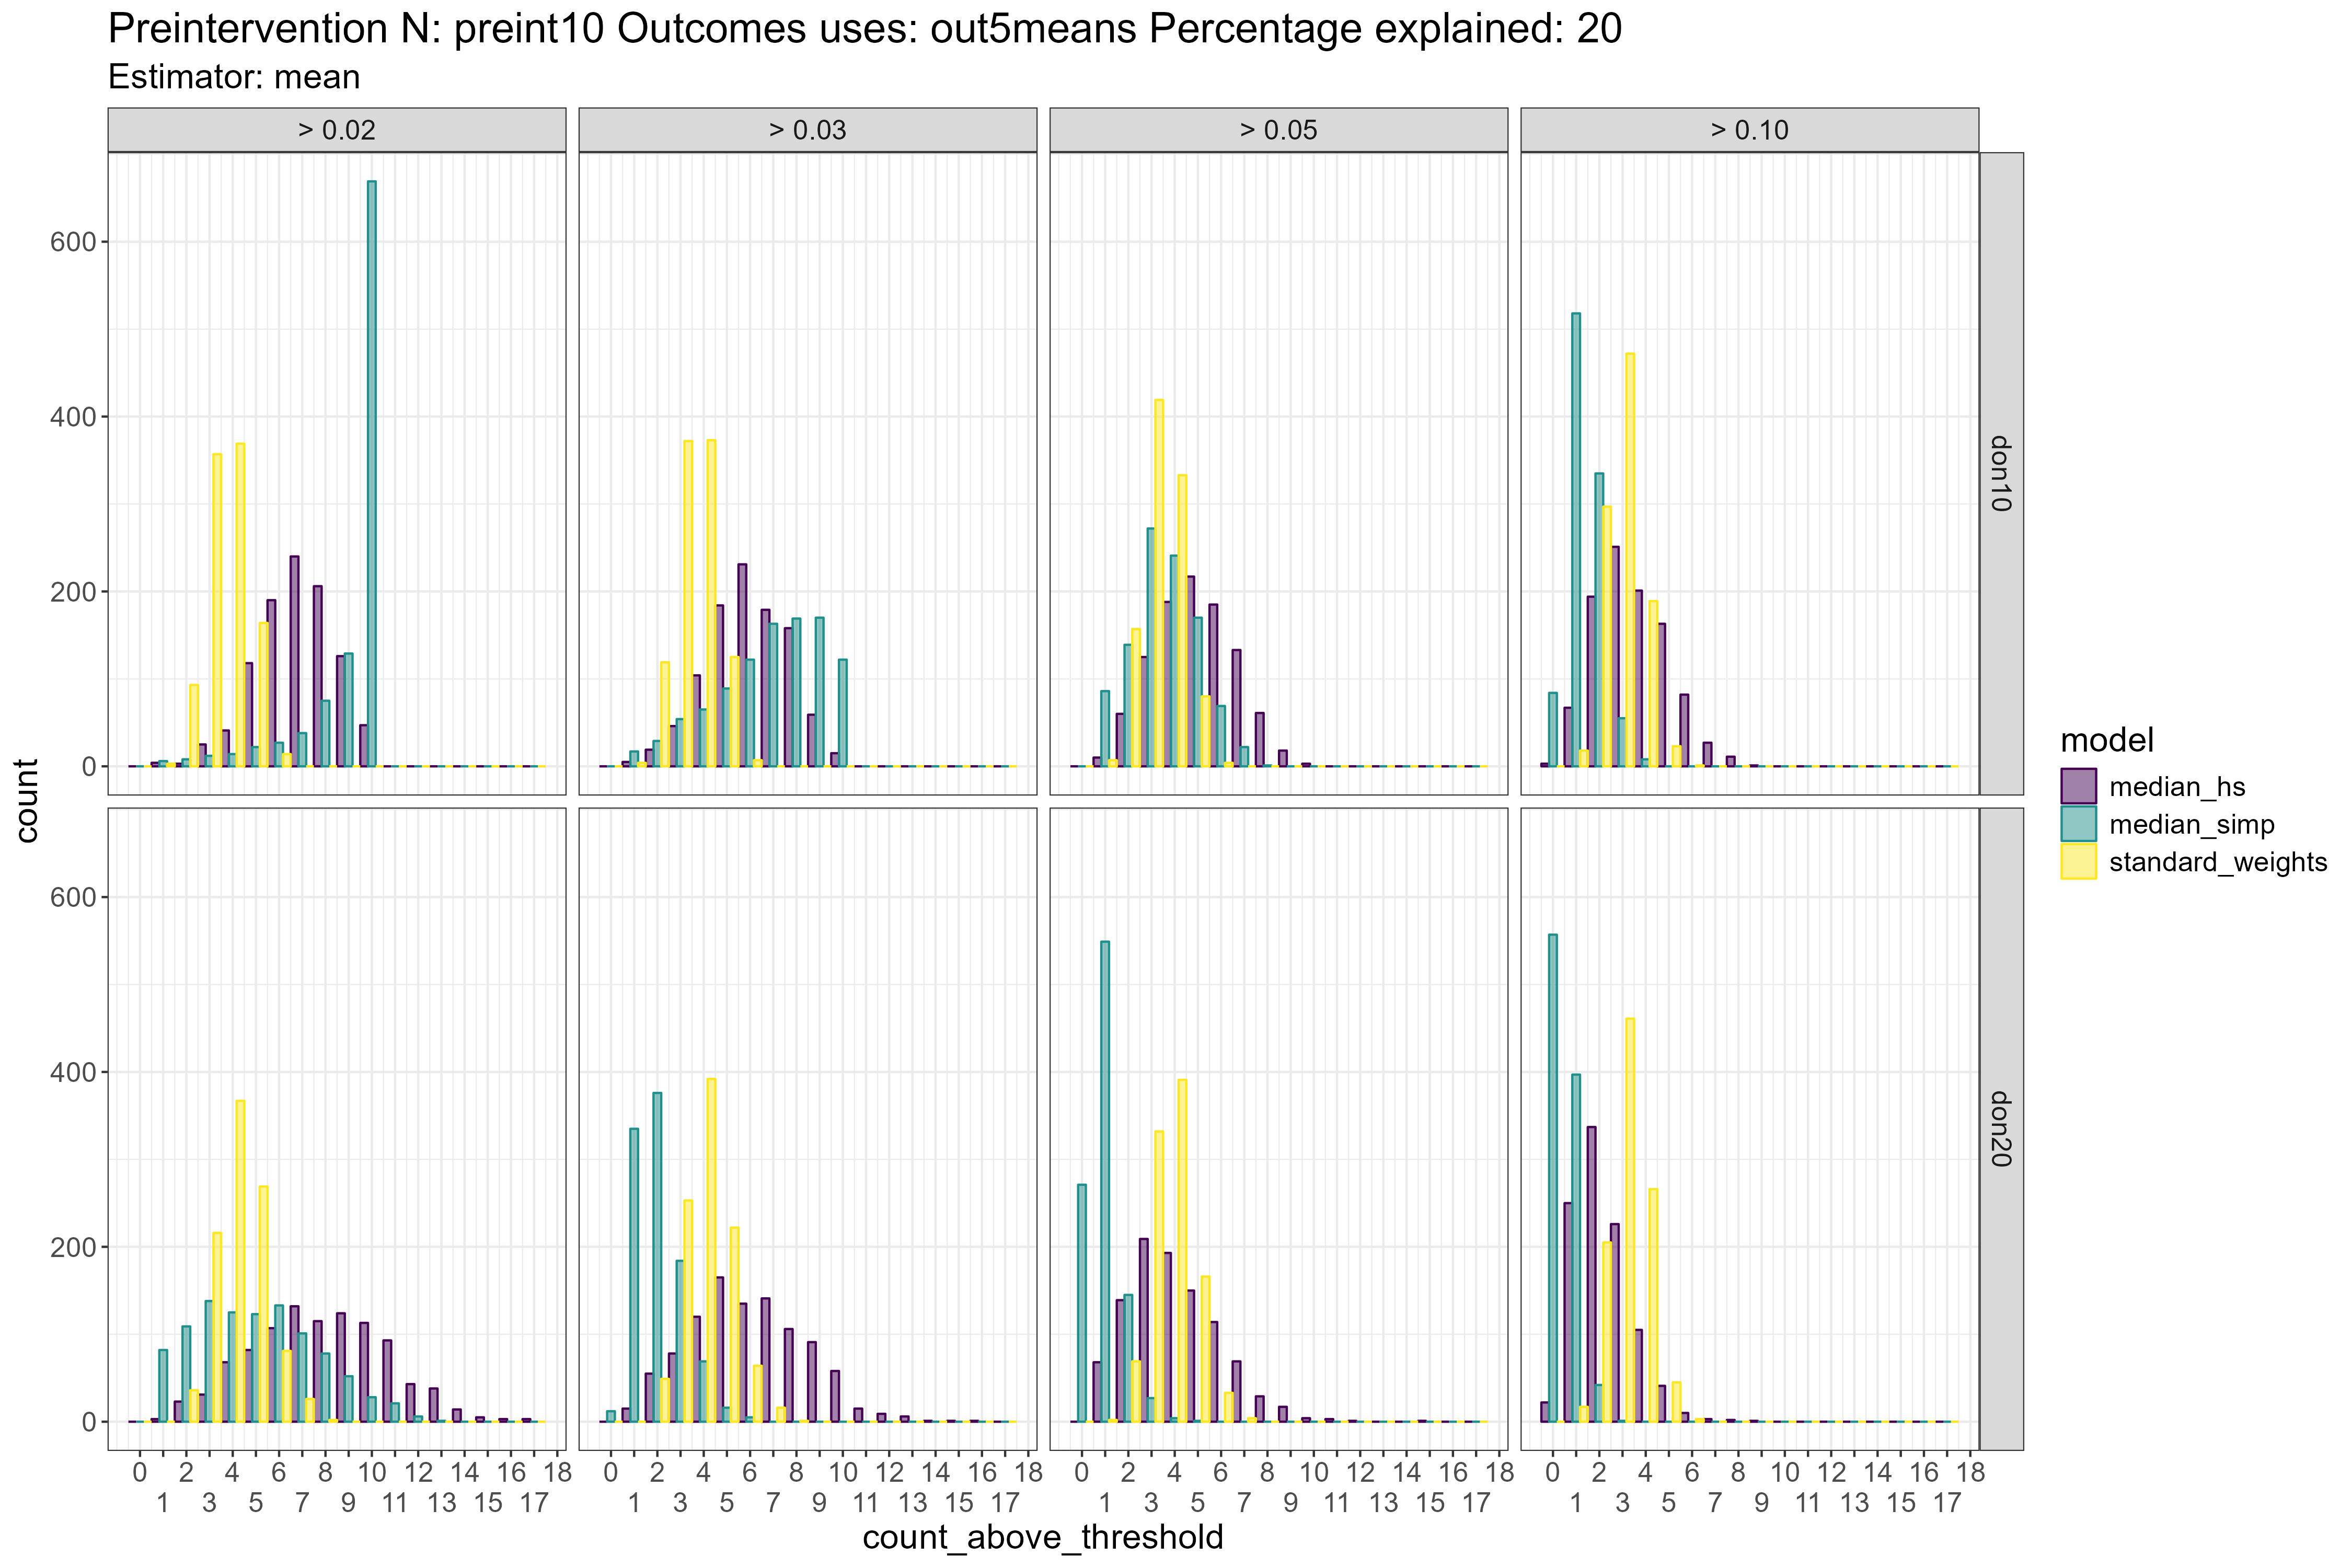 Preintervention N: preint10 Outcomes uses: out5means Percentage explained: 20
Estimator: mean
> 0.02
> 0.03
> 0.05
> 0.10
600
400
200
0
don10
600
400
200
0
don20
count
0 2 4 6 8 10 12 14 16 18
1 3 5 7 9 11 13 15 17
0 2 4 6 8 10 12 14 16 18
1 3 5 7 9 11 13 15 17
0 2 4 6 8 10 12 14 16 18
1 3 5 7 9 11 13 15 17
0 2 4 6 8 10 12 14 16 18
1 3 5 7 9 11 13 15 17
count_above_threshold
model
median_hs
median_simp
standard_weights